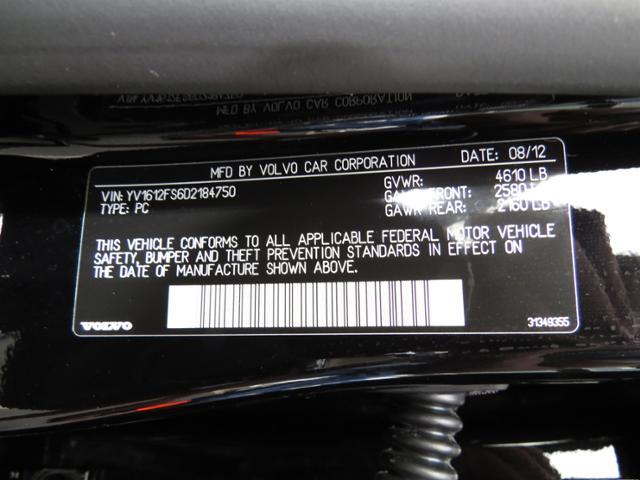 MFD BY VOLVO CAR CORPORATION DATE: 08/12
VIN: YV1612FS6D2184750 GVWR: 4610 LB
TYPE: PC GAWR FRONT: 2580 LB
GAWR REAR: 2160 LB
THIS VEHICLE CONFORMS TO ALL APPLICABLE FEDERAL MOTOR VEHICLE
SAFETY, BUMPER AND THEFT PREVENTION STANDARDS IN EFFECT ON
THE DATE OF MANUFACTURE SHOWN ABOVE.
VOLVO 31349355